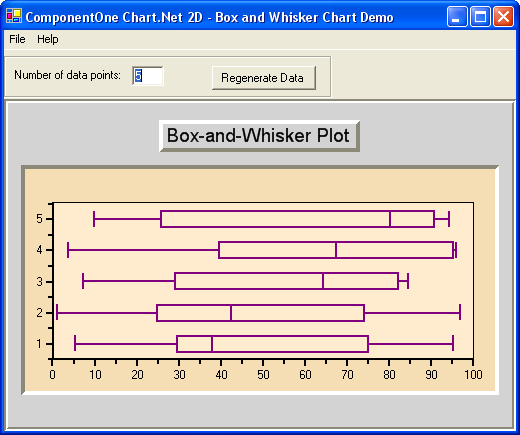 ComponentOne Chart.Net 2D - Box and Whisker Chart Demo
File Help
Number of data points: 5 Regenerate Data
Box-and-Whisker Plot
5
4
3
2
1
0 10 20 30 40 50 60 70 80 90 100